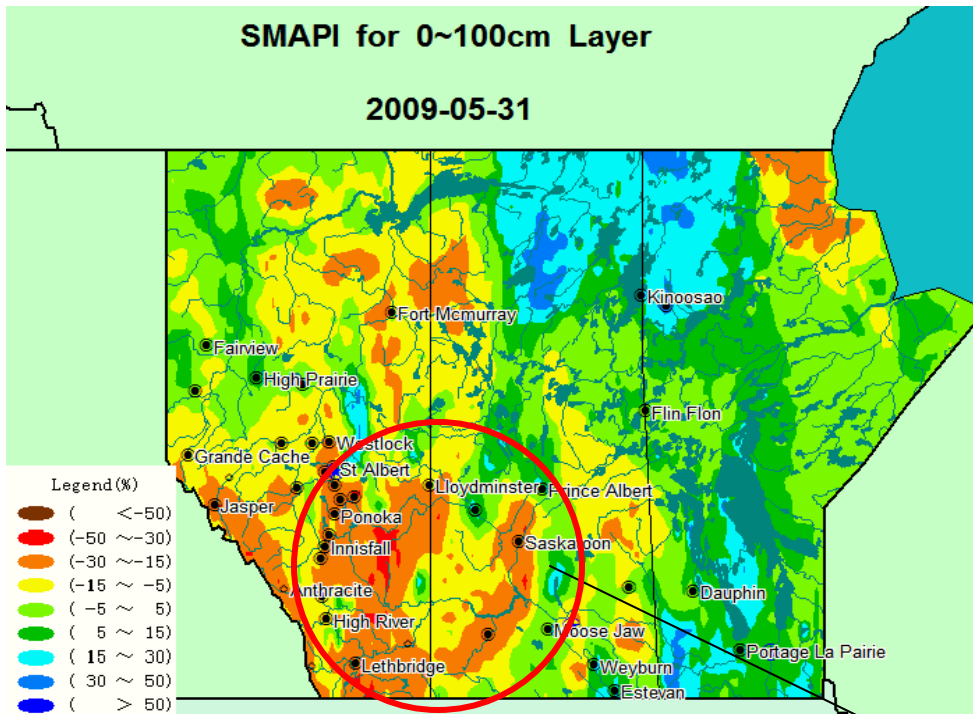 SMAPI for 0~100cm Layer
2009-05-31
Kinoosao
Fort Mcmurray
Fairview
High Prairie
Flin Flon
Westlock
Grande Cache
St Albert
Lloydminster
Prince Albert
Jasper
Ponoka
Saskatoon
Innisfall
Anthracite
Dauphin
High River
Moose Jaw
Portage La Pairie
Lethbridge
Weyburn
Estevan
Legend(%)
( <-50)
(-50 ~-30)
(-30 ~-15)
(-15 ~ -5)
( -5 ~ 5)
( 5 ~ 15)
( 15 ~ 30)
( 30 ~ 50)
( > 50)